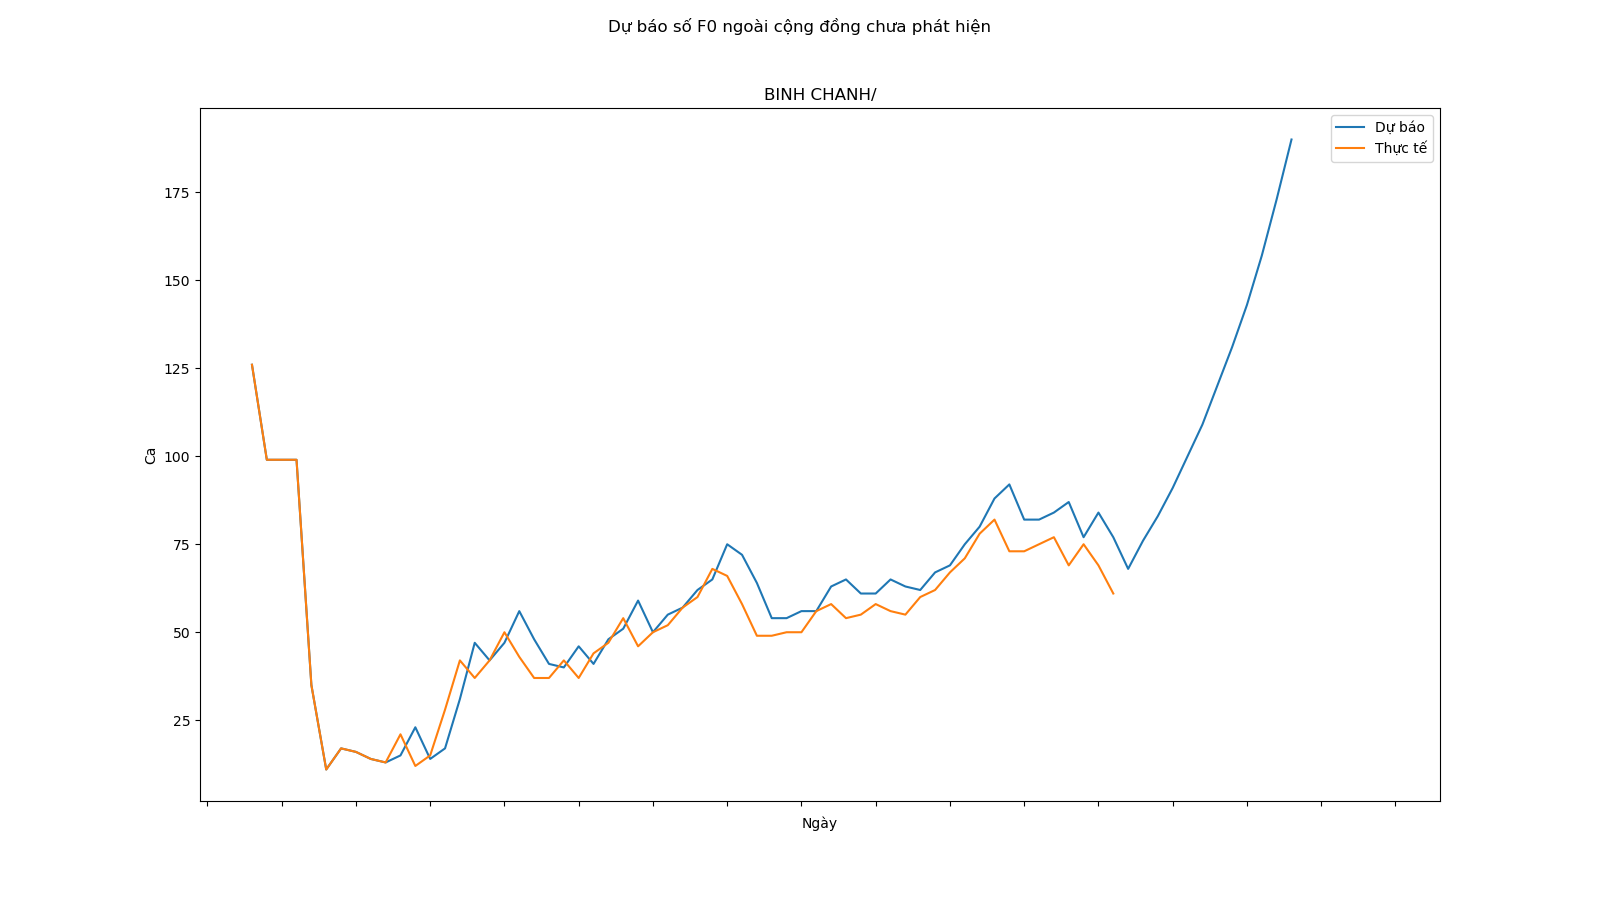 Dự báo số F0 ngoài cộng đồng chưa phát hiện
BINH CHANH/
Dự báo
Thực tế
175
150
125
100
75
50
25
Ca
Ngày